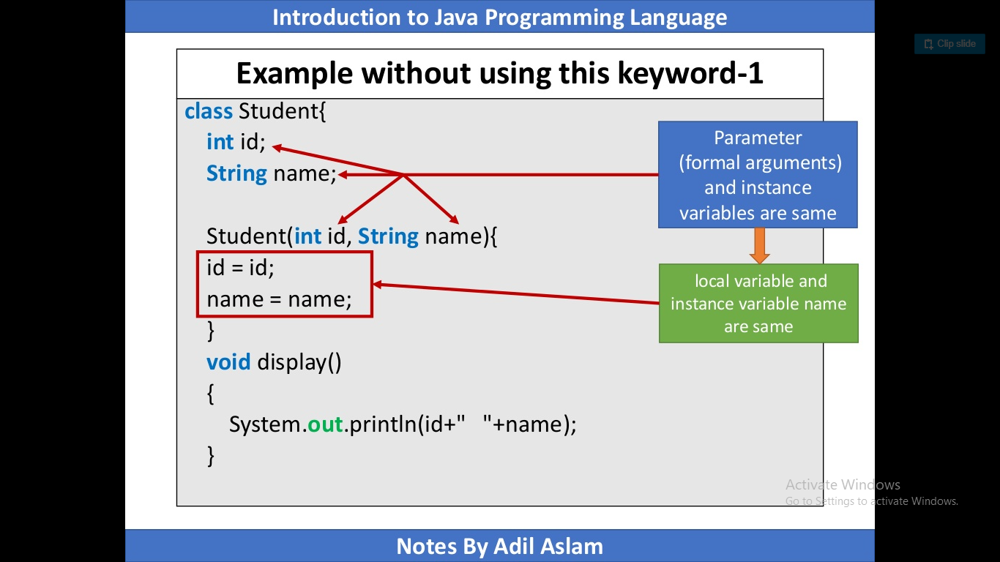 Introduction to Java Programming Language
Clip slide
Example without using this keyword-1
class Student{
int id;
String name;
Student(int id, String name){
id = id;
name = name;
}
void display()
{
System.out.println(id+"   "+name);
}
Parameter
(formal arguments)
and instance
variables are same
local variable and
instance variable name
are same
Activate Windows
Go to Settings to activate Windows.
Notes By Adil Aslam